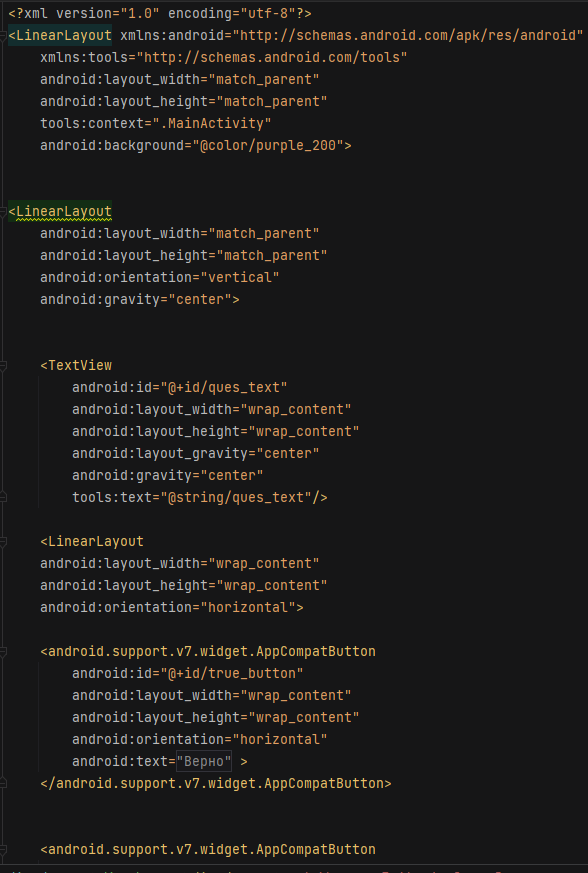 <?xml version="1.0" encoding="utf-8"?>
<LinearLayout xmlns:android="http://schemas.android.com/apk/res/android"
    xmlns:tools="http://schemas.android.com/tools"
    android:layout_width="match_parent"
    android:layout_height="match_parent"
    tools:context=".MainActivity"
    android:background="@color/purple_200">
<LinearLayout
    android:layout_width="match_parent"
    android:layout_height="match_parent"
    android:orientation="vertical"
    android:gravity="center">
    <TextView
        android:id="@+id/ques_text"
        android:layout_width="wrap_content"
        android:layout_height="wrap_content"
        android:layout_gravity="center"
        android:gravity="center"
        tools:text="@string/ques_text"/>
    <LinearLayout
    android:layout_width="wrap_content"
    android:layout_height="wrap_content"
    android:orientation="horizontal">
    <android.support.v7.widget.AppCompatButton
        android:id="@+id/true_button"
        android:layout_width="wrap_content"
        android:layout_height="wrap_content"
        android:orientation="horizontal"
        android:text="Верно" >
    </android.support.v7.widget.AppCompatButton>
    <android.support.v7.widget.AppCompatButton